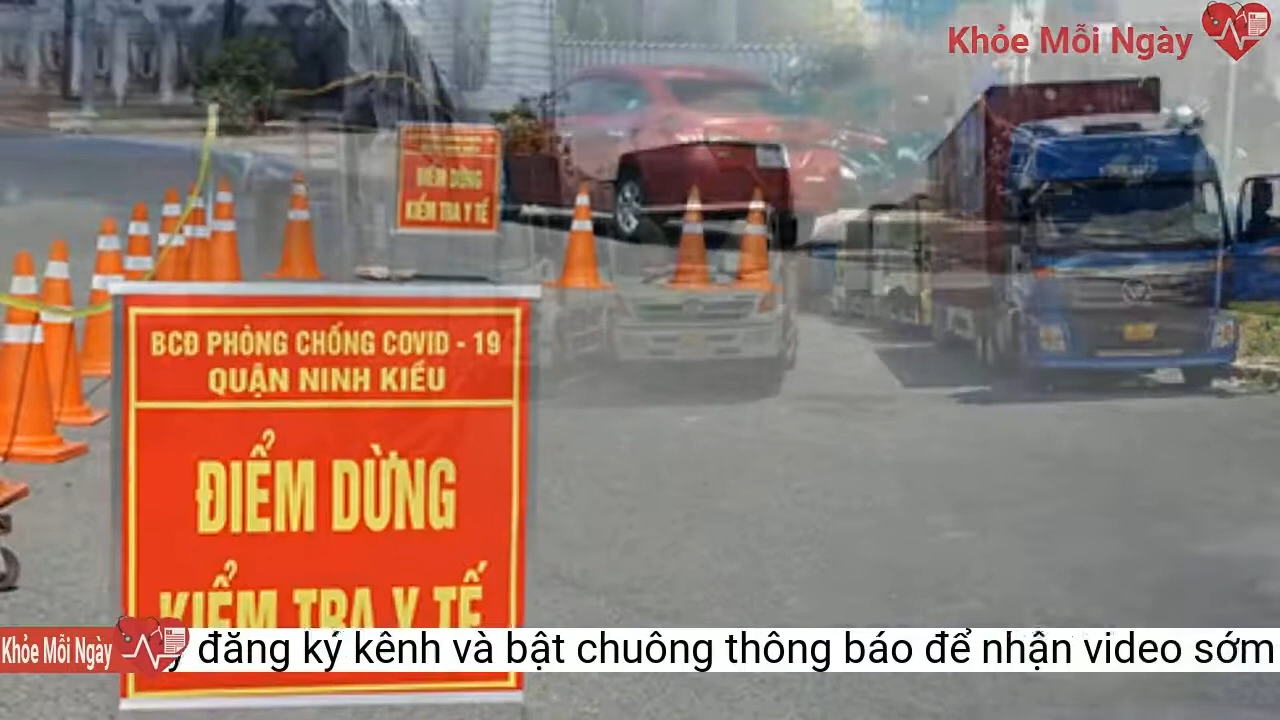 Khỏe Mỗi Ngày
ĐIỂM DỪNG
KIỂM TRA Y TẾ
BCĐ PHÒNG CHỐNG COVID - 19
QUẬN NINH KIỀU
ĐIỂM DỪNG
KIỂM TRA Y TẾ
Khỏe Mỗi Ngày
đăng ký kênh và bật chuông thông báo để nhận video sớm